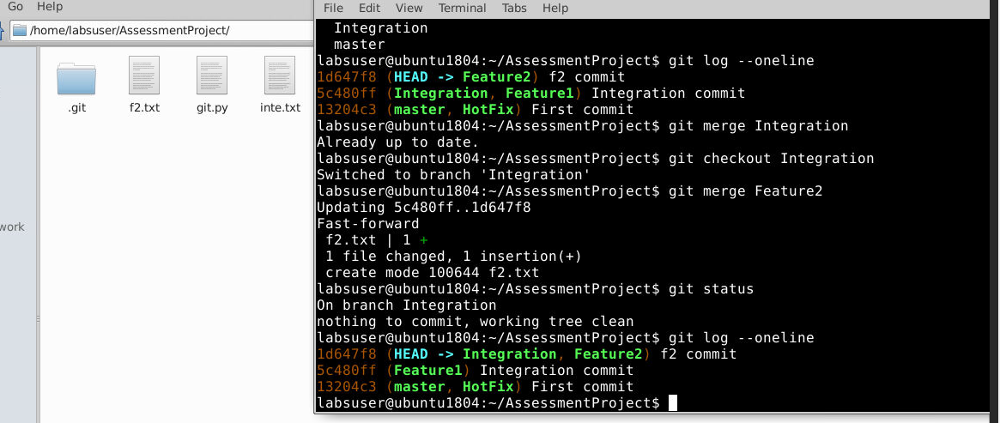 Go Help
/home/labsuser/AssessmentProject/
.git f2.txt git.py inte.txt
work
File Edit View Terminal Tabs Help
  Integration
  master
labsuser@ubuntu1804:~/AssessmentProject$ git log --oneline
1d647f8 (HEAD -> Feature2) f2 commit
5c480ff (Integration, Feature1) Integration commit
13204c3 (master, HotFix) First commit
labsuser@ubuntu1804:~/AssessmentProject$ git merge Integration
Already up to date.
labsuser@ubuntu1804:~/AssessmentProject$ git checkout Integration
Switched to branch 'Integration'
labsuser@ubuntu1804:~/AssessmentProject$ git merge Feature2
Updating 5c480ff..1d647f8
Fast-forward
 f2.txt | 1 +
 1 file changed, 1 insertion(+)
 create mode 100644 f2.txt
labsuser@ubuntu1804:~/AssessmentProject$ git status
On branch Integration
nothing to commit, working tree clean
labsuser@ubuntu1804:~/AssessmentProject$ git log --oneline
1d647f8 (HEAD -> Integration, Feature2) f2 commit
5c480ff (Feature1) Integration commit
13204c3 (master, HotFix) First commit
labsuser@ubuntu1804:~/AssessmentProject$